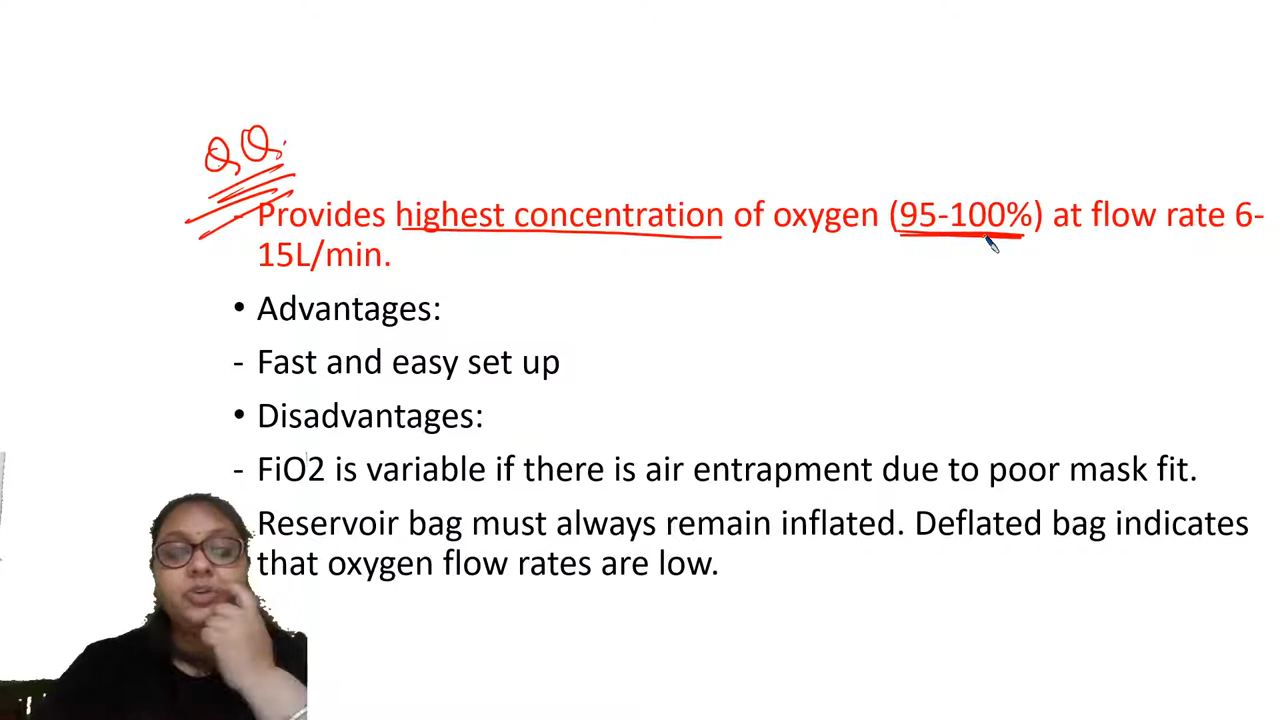 Q Q.
- Provides highest concentration of oxygen (95-100%) at flow rate 6-
15L/min.
• Advantages:
- Fast and easy set up
• Disadvantages:
- FiO2 is variable if there is air entrapment due to poor mask fit.
Reservoir bag must always remain inflated. Deflated bag indicates
that oxygen flow rates are low.